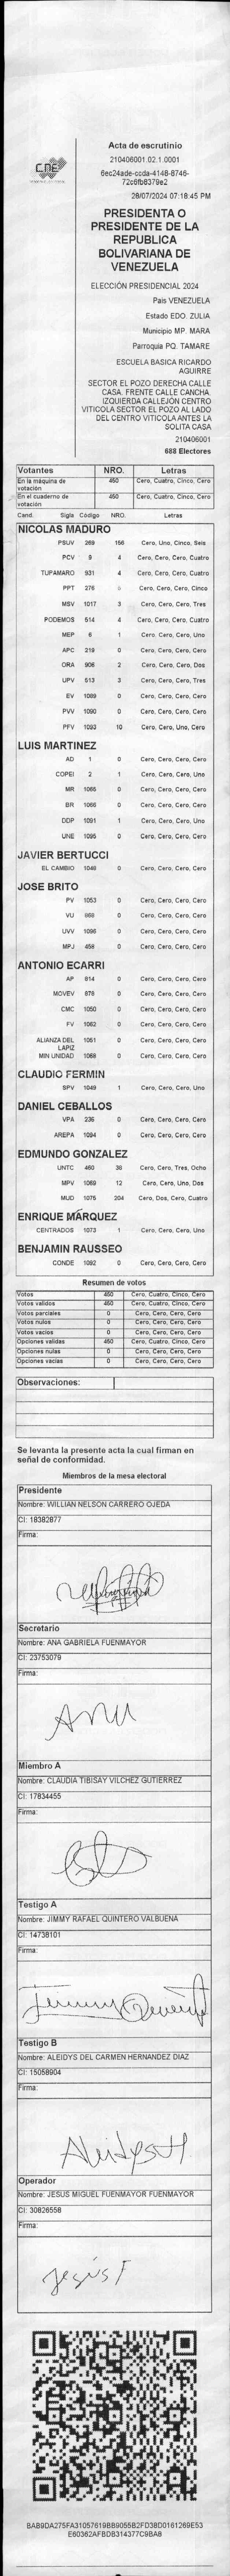 CNE
Acta de escrutinio
210406001.02.1.0001
6ec24ade-ccda-4148-8746-
72c6fb8379e2
28/07/2024 07:18:45 PM
PRESIDENTA O
PRESIDENTE DE LA
REPUBLICA
BOLIVARIANA DE
VENEZUELA
ELECCIÓN PRESIDENCIAL 2024
País VENEZUELA
Estado EDO. ZULIA
Municipio MP. MARA
Parroquia PQ. TAMARE
ESCUELA BASICA RICARDO
AGUIRRE
SECTOR EL POZO DERECHA CALLE
CASA. FRENTE CALLE CANCHA.
IZQUIERDA CALLEJON CENTRO
VITICOLA SECTOR EL POZO AL LADO
DEL CENTRO VITICOLA ANTES LA
SOLITA CASA
210406001
688 Electores
Votantes NRO. Letras
En la máquina de votación 450 Cero, Cuatro, Cinco, Cero
En el cuaderno de votación 450 Cero, Cuatro, Cinco, Cero
Cand. Sigla Código NRO. Letras
NICOLAS MADURO
PSUV 269 156 Cero, Uno, Cinco, Seis
PCV 9 4 Cero, Cero, Cero, Cuatro
TUPAMARO 931 4 Cero, Cero, Cero, Cuatro
PPT 276 5 Cero, Cero, Cero, Cinco
MSV 1017 3 Cero, Cero, Cero, Tres
PODEMOS 514 4 Cero, Cero, Cero, Cuatro
MEP 6 1 Cero, Cero, Cero, Uno
APC 219 0 Cero, Cero, Cero, Cero
ORA 906 2 Cero, Cero, Cero, Dos
UPV 513 3 Cero, Cero, Cero, Tres
EV 1089 0 Cero, Cero, Cero, Cero
PVV 1090 0 Cero, Cero, Cero, Cero
PFV 1093 10 Cero, Cero, Uno, Cero
LUIS MARTINEZ
AD 1 0 Cero, Cero, Cero, Cero
COPEI 2 1 Cero, Cero, Cero, Uno
MR 1065 0 Cero, Cero, Cero, Cero
BR 1066 0 Cero, Cero, Cero, Cero
DDP 1091 1 Cero, Cero, Cero, Uno
UNE 1095 0 Cero, Cero, Cero, Cero
JAVIER BERTUCCI
EL CAMBIO 1048 0 Cero, Cero, Cero, Cero
JOSE BRITO
PV 1053 0 Cero, Cero, Cero, Cero
VU 869 0 Cero, Cero, Cero, Cero
UVV 1096 0 Cero, Cero, Cero, Cero
MPJ 458 0 Cero, Cero, Cero, Cero
ANTONIO ECARRI
AP 814 0 Cero, Cero, Cero, Cero
MOVEV 878 0 Cero, Cero, Cero, Cero
CMC 1050 0 Cero, Cero, Cero, Cero
FV 1062 0 Cero, Cero, Cero, Cero
ALIANZA DEL LAPIZ 1051 0 Cero, Cero, Cero, Cero
MIN UNIDAD 1068 0 Cero, Cero, Cero, Cero
CLAUDIO FERMIN
SPV 1049 1 Cero, Cero, Cero, Uno
DANIEL CEBALLOS
VPA 236 0 Cero, Cero, Cero, Cero
AREPA 1094 0 Cero, Cero, Cero, Cero
EDMUNDO GONZALEZ
UNTC 460 38 Cero, Cero, Tres, Ocho
MPV 1069 12 Cero, Cero, Uno, Dos
MUD 1075 204 Cero, Dos, Cero, Cuatro
ENRIQUE MÁRQUEZ
CENTRADOS 1073 1 Cero, Cero, Cero, Uno
BENJAMIN RAUSSEO
CONDE 1092 0 Cero, Cero, Cero, Cero
Resumen de votos
Votos 450 Cero, Cuatro, Cinco, Cero
Votos validos 450 Cero, Cuatro, Cinco, Cero
Votos parciales 0 Cero, Cero, Cero, Cero
Votos nulos 0 Cero, Cero, Cero, Cero
Votos vacios 0 Cero, Cero, Cero, Cero
Opciones validas 450 Cero, Cuatro, Cinco, Cero
Opciones nulas 0 Cero, Cero, Cero, Cero
Opciones vacias 0 Cero, Cero, Cero, Cero
Observaciones:
Se levanta la presente acta la cual firman en
señal de conformidad.
Miembros de la mesa electoral
Presidente
Nombre: WILLIAN NELSON CARRERO OJEDA
CI: 18382877
Firma:
Secretario
Nombre: ANA GABRIELA FUENMAYOR
CI: 23753079
Firma:
Miembro A
Nombre: CLAUDIA TIBISAY VILCHEZ GUTIERREZ
CI: 17834455
Firma:
Testigo A
Nombre: JIMMY RAFAEL QUINTERO VALBUENA
CI: 14738101
Firma:
Testigo B
Nombre: ALEIDYS DEL CARMEN HERNANDEZ DIAZ
CI: 15058904
Firma:
Aleidys H
Operador
Nombre: JESUS MIGUEL FUENMAYOR FUENMAYOR
CI: 30826558
Firma:
Jesús F
BAB9DA275FA31057619BB9055B2FD38D0161269E53
E60362AFBDB314377C9BA8